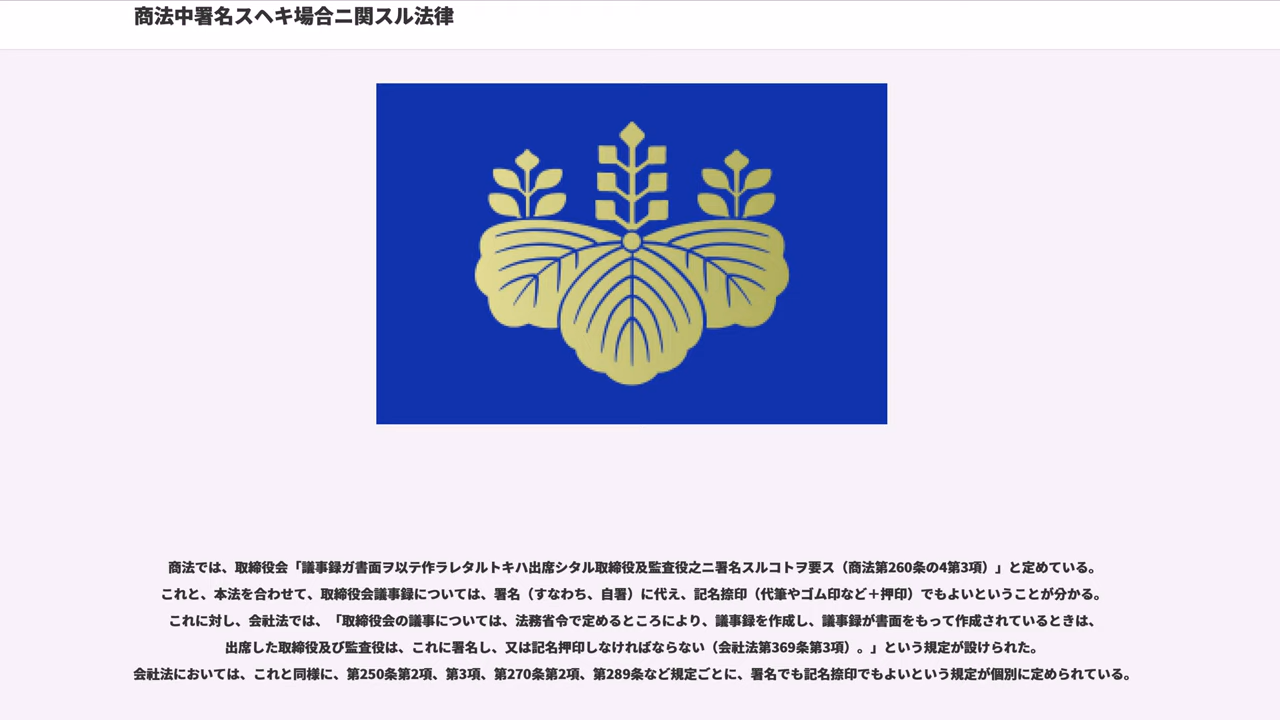 商法中署名スヘキ場合ニ関スル法律
商法では、取締役会「議事録ガ書面ヲ以テ作ラレタルトキハ出席シタル取締役及監査役之ニ署名スルコトヲ要ス（商法第260条の4第3項）」と定めている。
これと、本法を合わせて、取締役会議事録については、署名（すなわち、自署）に代え、記名捺印（代筆やゴム印など＋押印）でもよいということが分かる。
これに対し、会社法では、「取締役会の議事については、法務省令で定めるところにより、議事録を作成し、議事録が書面をもって作成されているときは、
出席した取締役及び監査役は、これに署名し、又は記名押印しなければならない（会社法第369条第3項）。」という規定が設けられた。
会社法においては、これと同様に、第250条第2項、第3項、第270条第2項、第289条など規定ごとに、署名でも記名捺印でもよいという規定が個別に定められている。